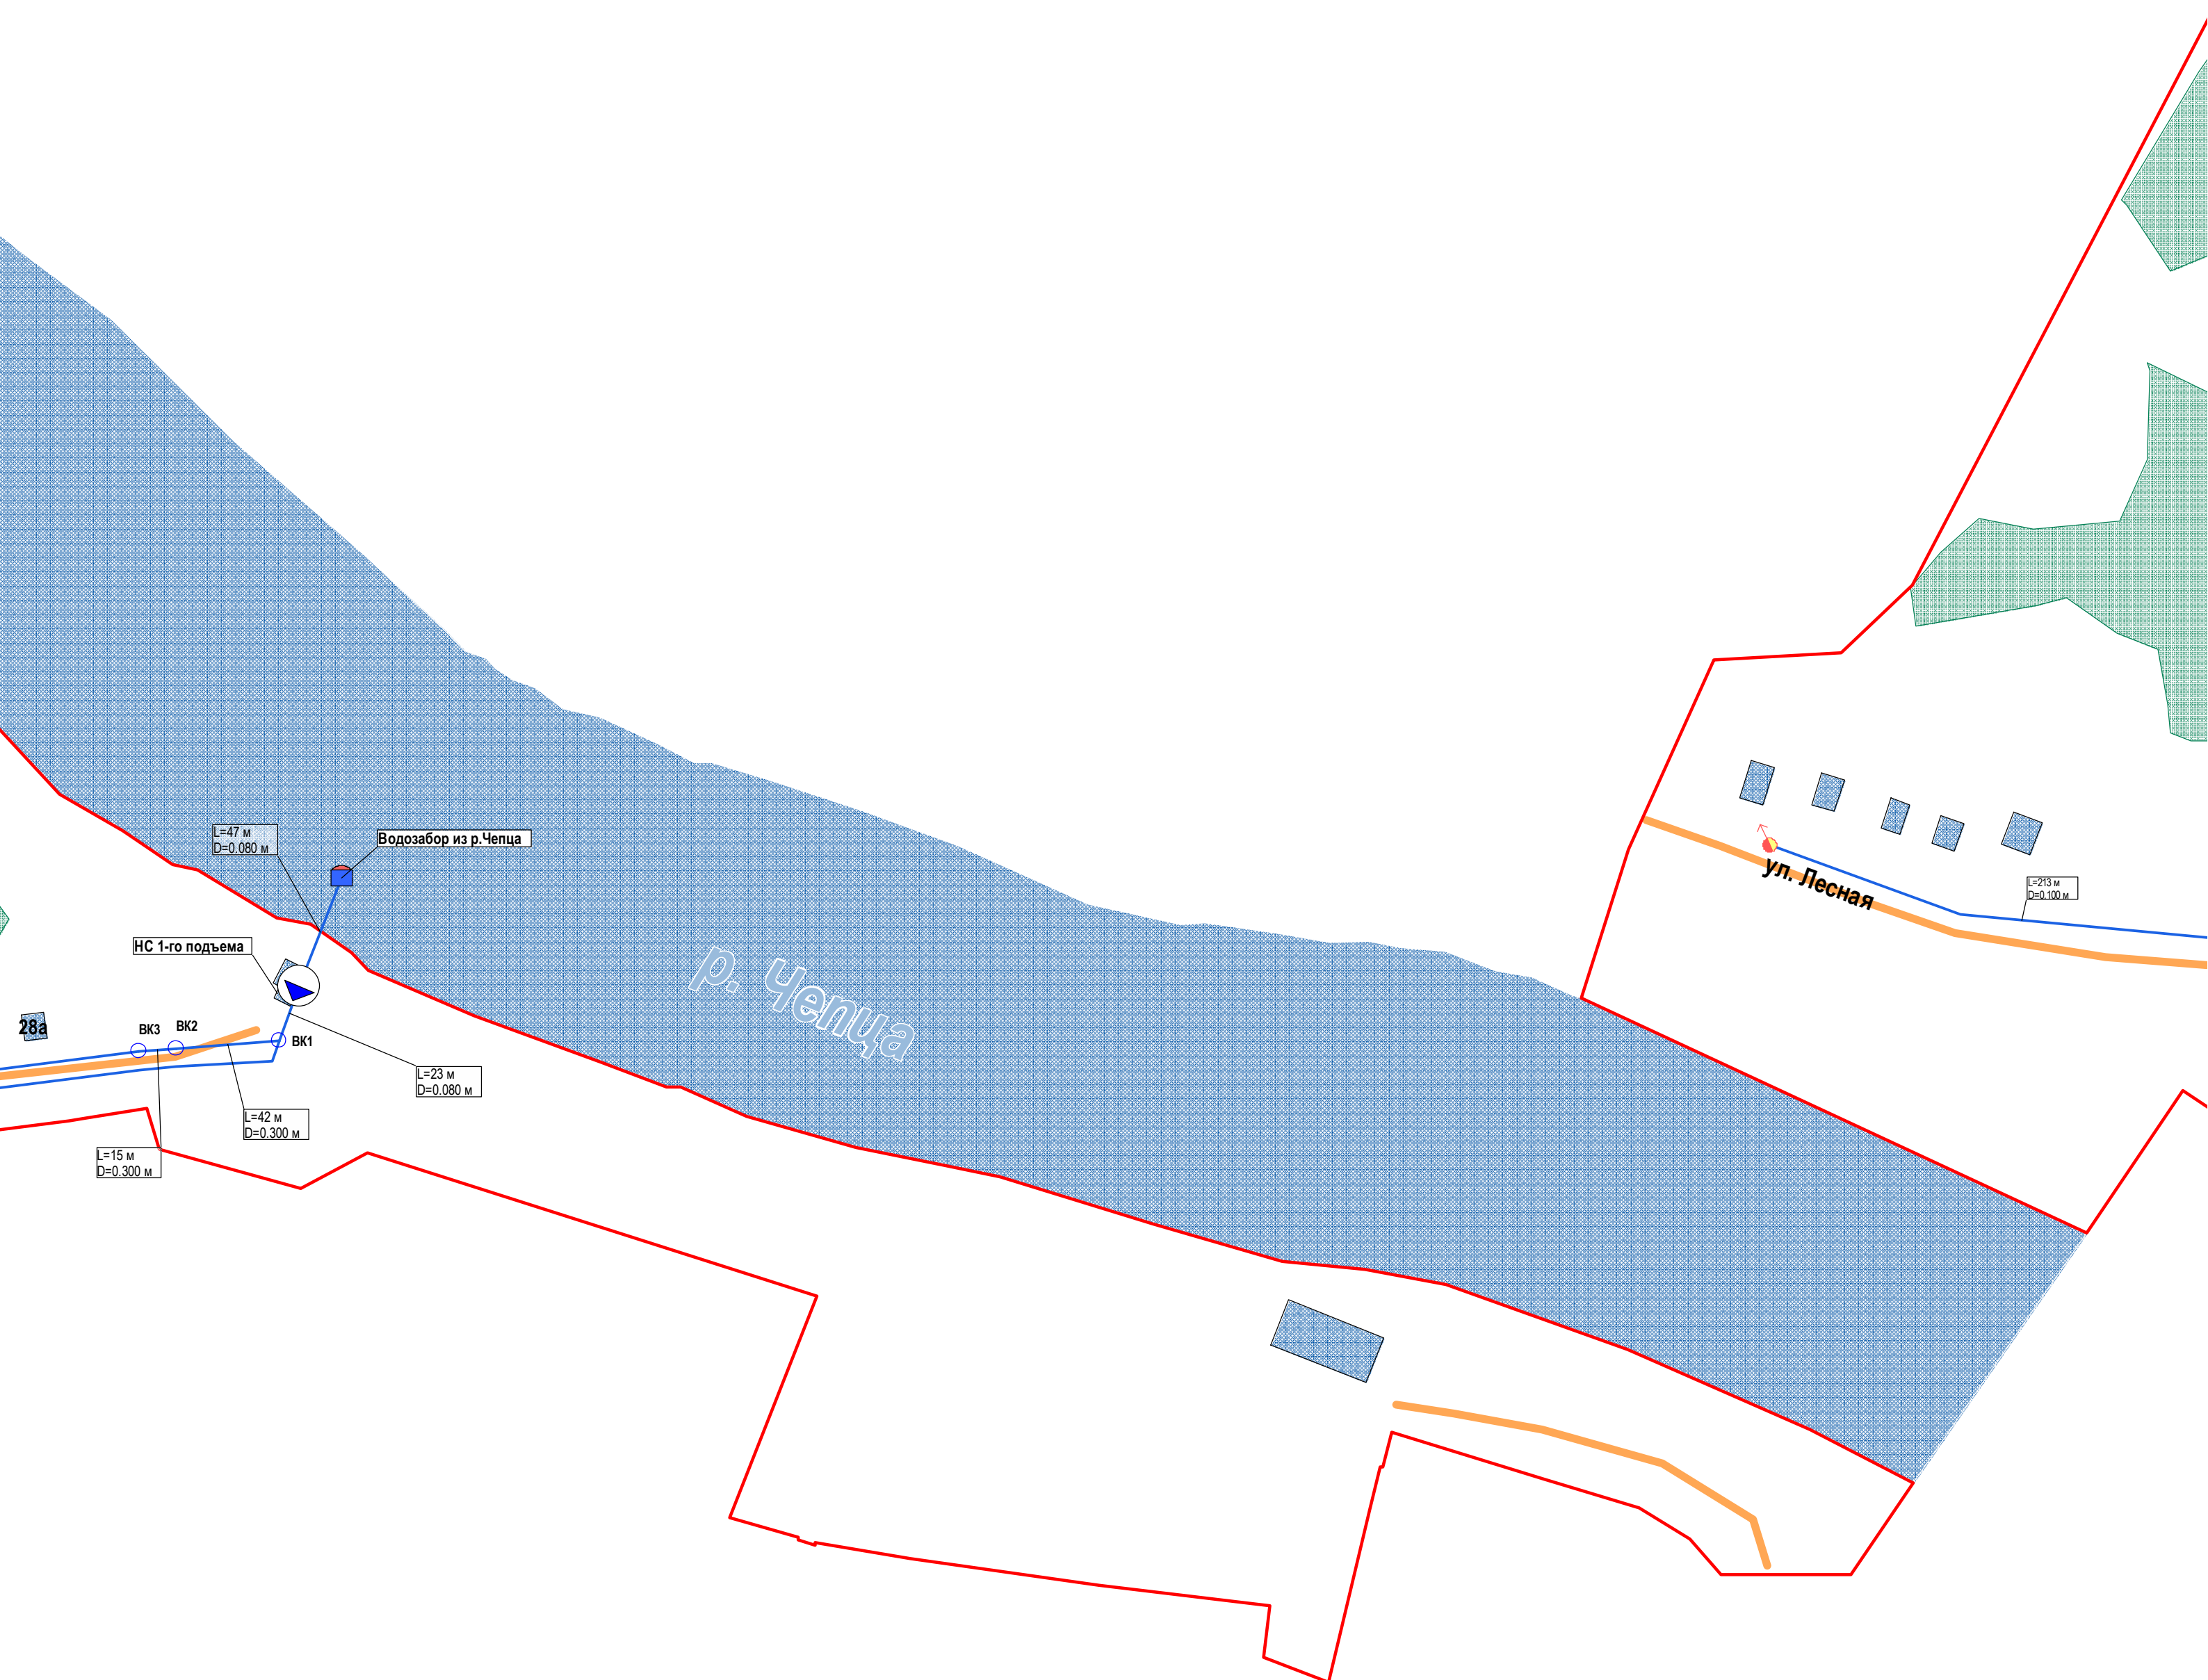 L=47 м
D=0.080 м
Водозабор из р.Чепца
ул. Лесная
L=213 м
D=0.100 м
НС 1-го подъема
р. Чепца
28а
ВК3
ВК2
ВК1
L=23 м
D=0.080 м
L=42 м
D=0.300 м
L=15 м
D=0.300 м